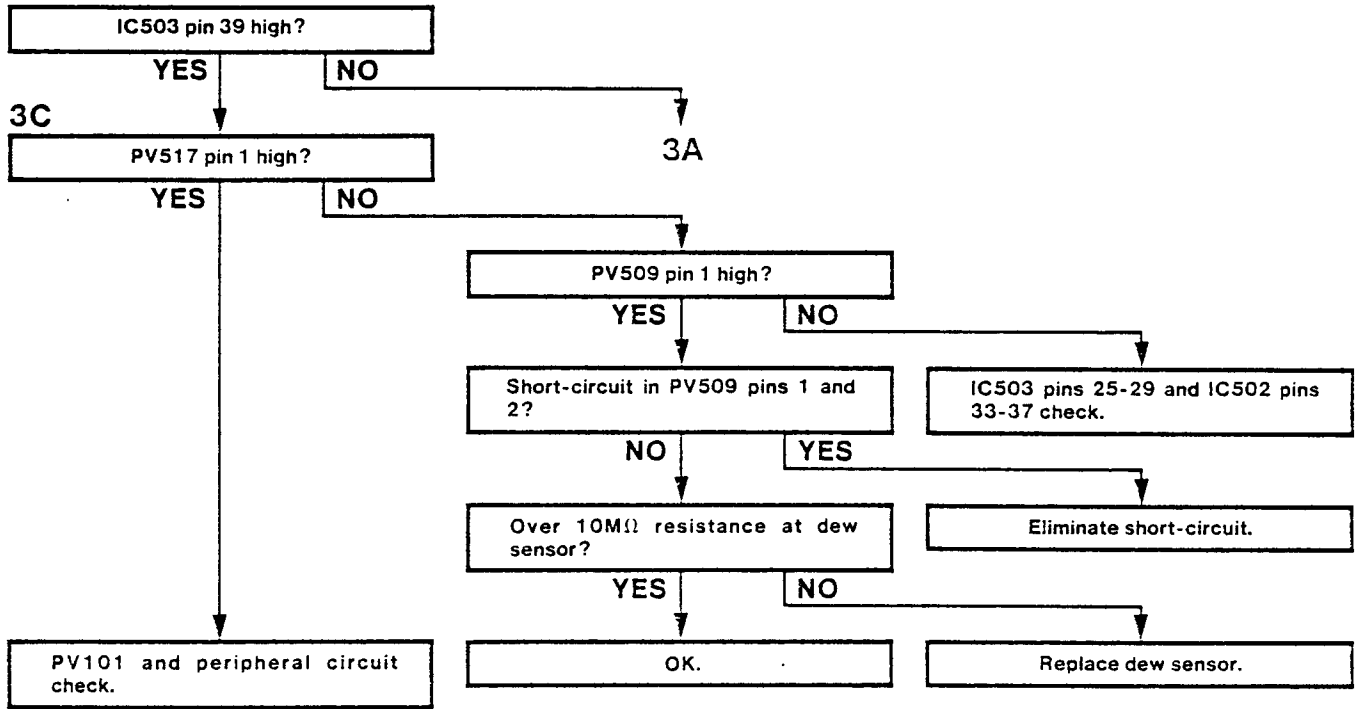 IC503 pin 39 high?
YES
NO
3C
3A
PV517 pin 1 high?
YES
NO
PV509 pin 1 high?
YES
NO
Short-circuit in PV509 pins 1 and
2?
IC503 pins 25-29 and IC502 pins
33-37 check.
NO
YES
Over 10MΩ resistance at dew
sensor?
Eliminate short-circuit.
YES
NO
PV101 and peripheral circuit
check.
OK.
Replace dew sensor.